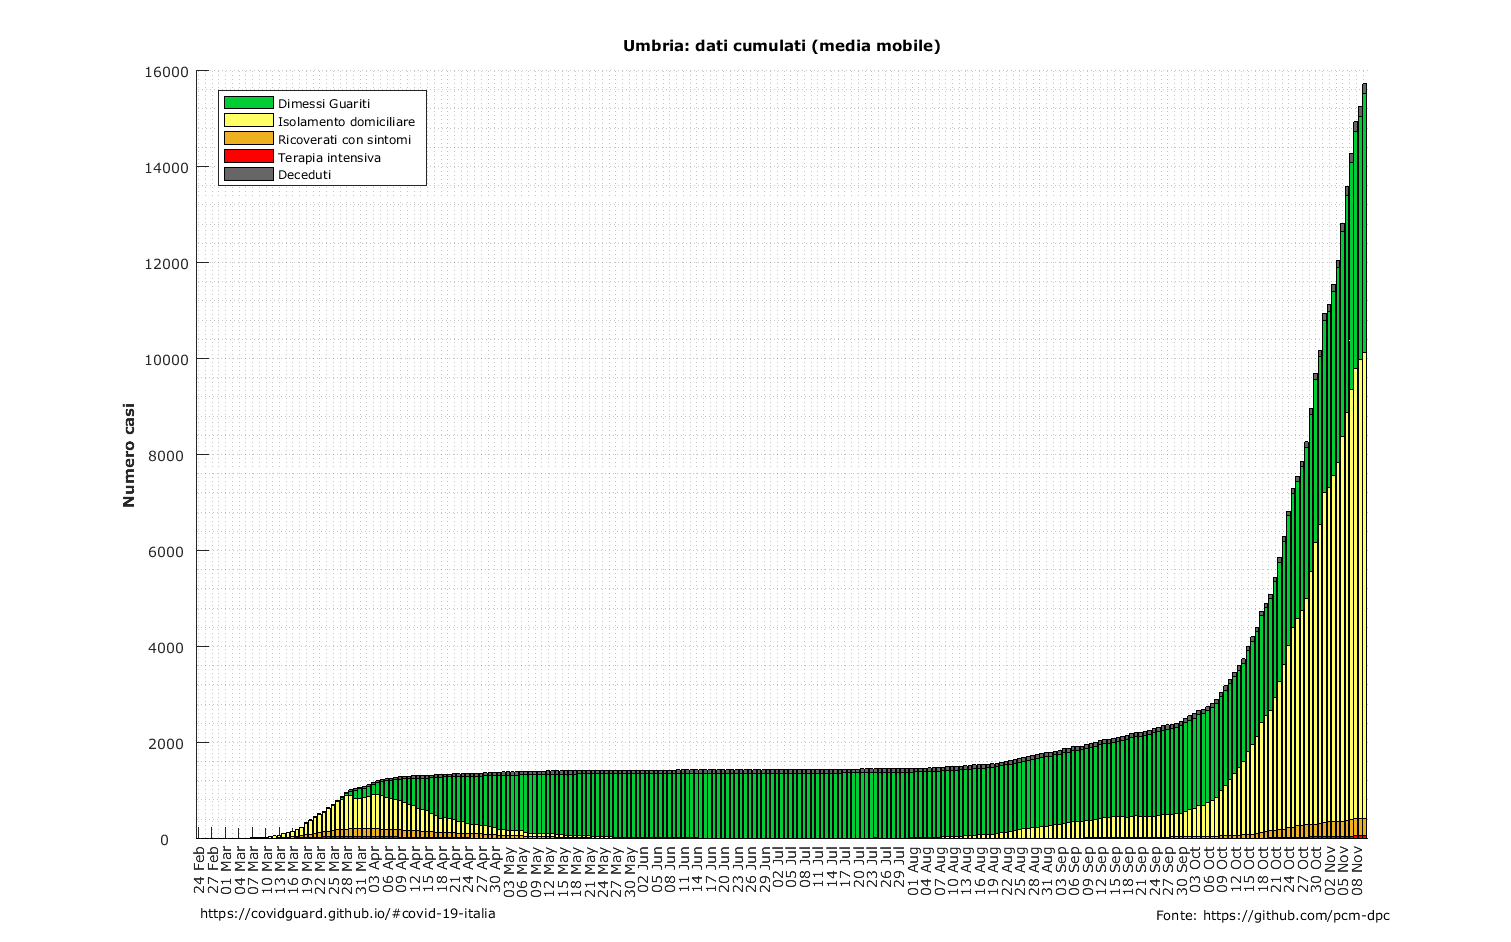 Umbria: dati cumulati (media mobile)
16000
14000
12000
10000
8000
6000
4000
2000
0
Numero casi
Dimessi Guariti
Isolamento domiciliare
Ricoverati con sintomi
Terapia intensiva
Deceduti
24 Feb
27 Feb
01 Mar
04 Mar
07 Mar
10 Mar
13 Mar
16 Mar
19 Mar
22 Mar
25 Mar
28 Mar
31 Mar
03 Apr
06 Apr
09 Apr
12 Apr
15 Apr
18 Apr
21 Apr
24 Apr
27 Apr
30 Apr
03 May
06 May
09 May
12 May
15 May
18 May
21 May
24 May
27 May
30 May
02 Jun
05 Jun
08 Jun
11 Jun
14 Jun
17 Jun
20 Jun
23 Jun
26 Jun
29 Jun
02 Jul
05 Jul
08 Jul
11 Jul
14 Jul
17 Jul
20 Jul
23 Jul
26 Jul
29 Jul
01 Aug
04 Aug
07 Aug
10 Aug
13 Aug
16 Aug
19 Aug
22 Aug
25 Aug
28 Aug
31 Aug
03 Sep
06 Sep
09 Sep
12 Sep
15 Sep
18 Sep
21 Sep
24 Sep
27 Sep
30 Sep
03 Oct
06 Oct
09 Oct
12 Oct
15 Oct
18 Oct
21 Oct
24 Oct
27 Oct
30 Oct
02 Nov
05 Nov
08 Nov
https://covidguard.github.io/#covid-19-italia
Fonte: https://github.com/pcm-dpc